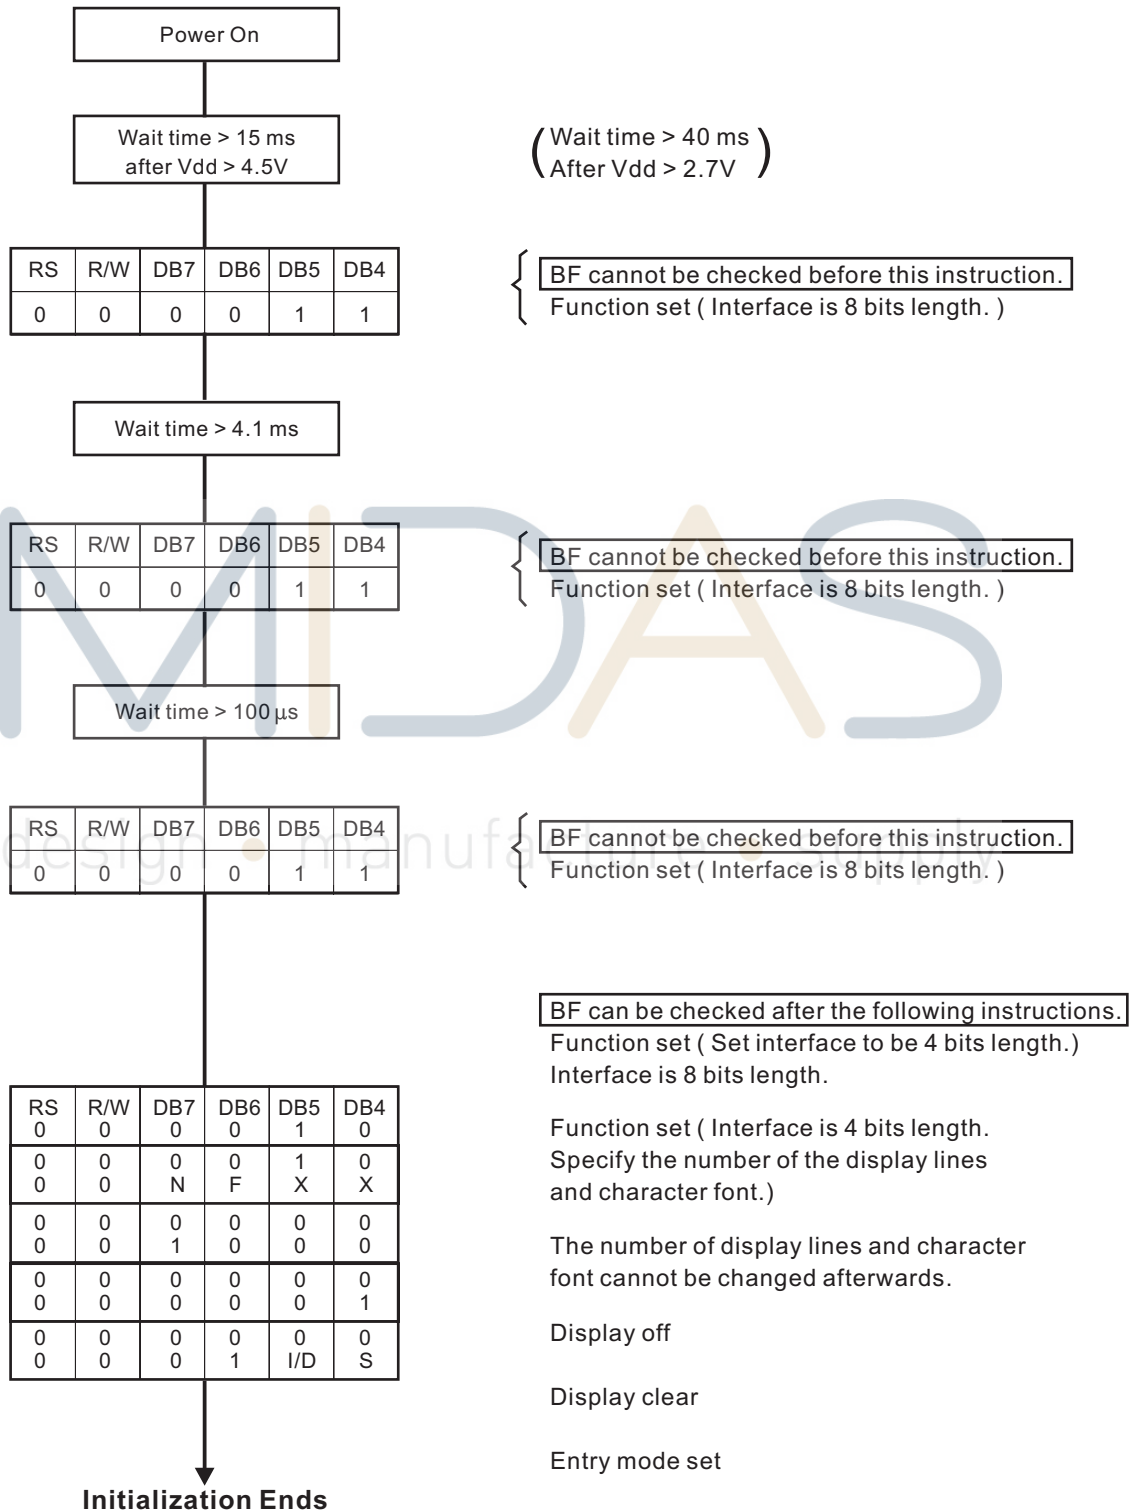 Power On
Wait time > 15 ms
after Vdd > 4.5V
(Wait time > 40 ms
After Vdd > 2.7V)
RS R/W DB7 DB6 DB5 DB4
0 0 0 0 1 1
BF cannot be checked before this instruction.
Function set ( Interface is 8 bits length. )
Wait time > 4.1 ms
MIDAS
RS R/W DB7 DB6 DB5 DB4
0 0 0 0 1 1
BF cannot be checked before this instruction.
Function set ( Interface is 8 bits length. )
Wait time > 100 µs
design • manufacture • supply
RS R/W DB7 DB6 DB5 DB4
0 0 0 0 1 1
BF cannot be checked before this instruction.
Function set ( Interface is 8 bits length. )
BF can be checked after the following instructions.
Function set ( Set interface to be 4 bits length.)
Interface is 8 bits length.
Function set ( Interface is 4 bits length.
Specify the number of the display lines
and character font.)
The number of display lines and character
font cannot be changed afterwards.
Display off
Display clear
Entry mode set
RS R/W DB7 DB6 DB5 DB4
0 0 0 0 1 0
0 0 0 0 1 0
0 0 N F X X
0 0 0 0 0 0
0 0 1 0 0 0
0 0 0 0 0 0
0 0 0 0 0 1
0 0 0 0 0 0
0 0 0 1 I/D S
Initialization Ends